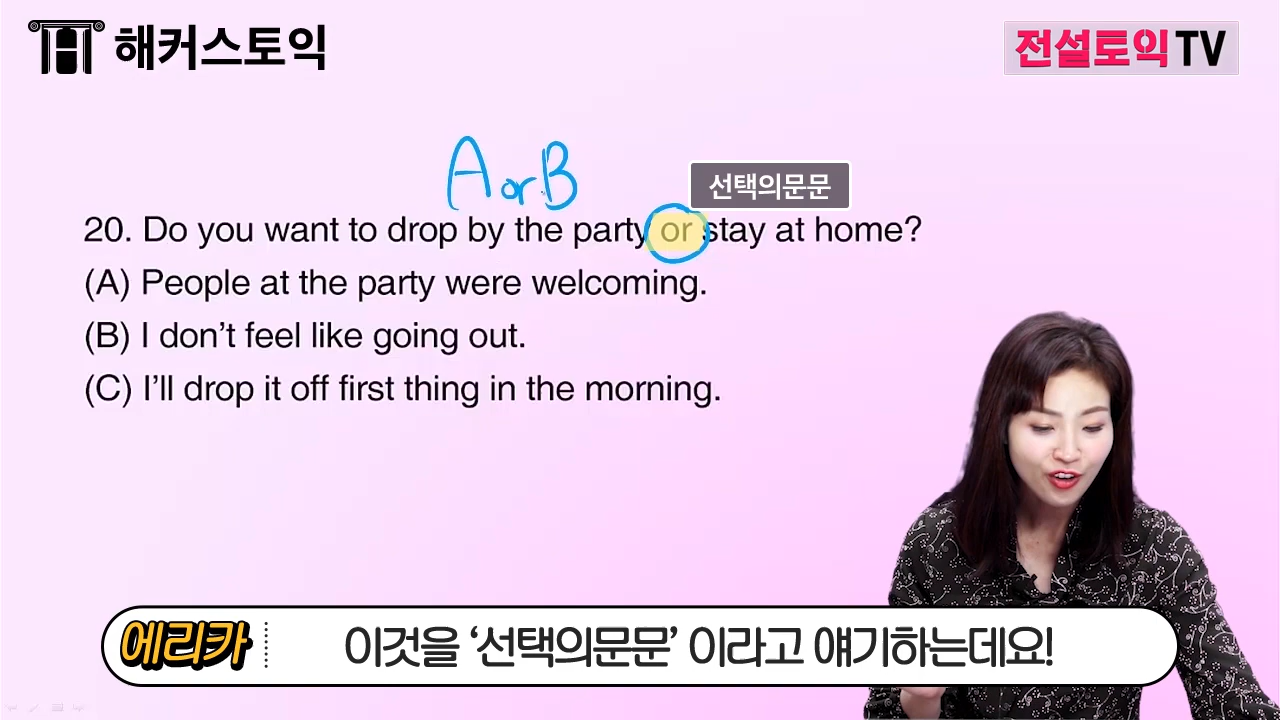 해커스토익
전설토익TV
A or B
선택의문문
20. Do you want to drop by the party or stay at home?
(A) People at the party were welcoming.
(B) I don’t feel like going out.
(C) I’ll drop it off first thing in the morning.
에리카
이것을 ‘선택의문문’ 이라고 얘기하는데요!